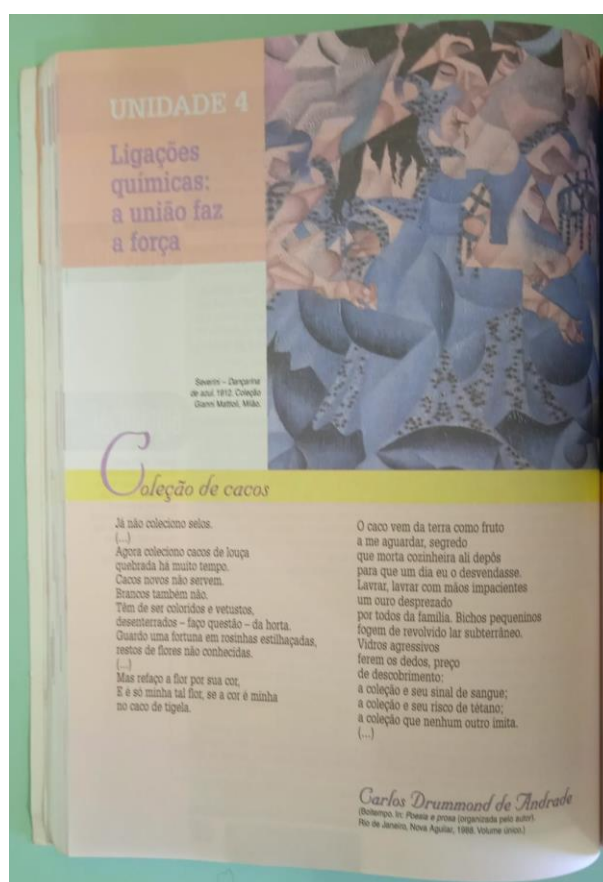 UNIDADE 4
Ligações
químicas:
a união faz
a força
Severini – Dançarina
de azul, 1912. Coleção
Gianni Mattioli, Milão.
Coleção de cacos
Já não coleciono selos.
(...)
Agora coleciono cacos de louça
quebrada há muito tempo.
Cacos novos não servem.
Brancos também não.
Têm de ser coloridos e vetustos,
desenterrados – faço questão – da horta.
Guardo uma fortuna em rosinhas estilhaçadas,
restos de flores não conhecidas.
(...)
Mas refaço a flor por sua cor,
E é só minha tal flor, se a cor é minha
no caco de tigela.
O caco vem da terra como fruto
a me aguardar, segredo
que morta cozinheira ali depôs
para que um dia eu o desvendasse.
Lavrar, lavrar com mãos impacientes
um ouro desprezado
por todos da família. Bichos pequeninos
fogem de revolvido lar subterrâneo.
Vidros agressivos
ferem os dedos, preço
de descobrimento:
a coleção e seu sinal de sangue;
a coleção e seu risco de tétano;
a coleção que nenhum outro imita.
(...)
Carlos Drummond de Andrade
(Boitempo. In: Poesia e prosa (organizada pelo autor).
Rio de Janeiro, Nova Aguilar, 1988. Volume único.)